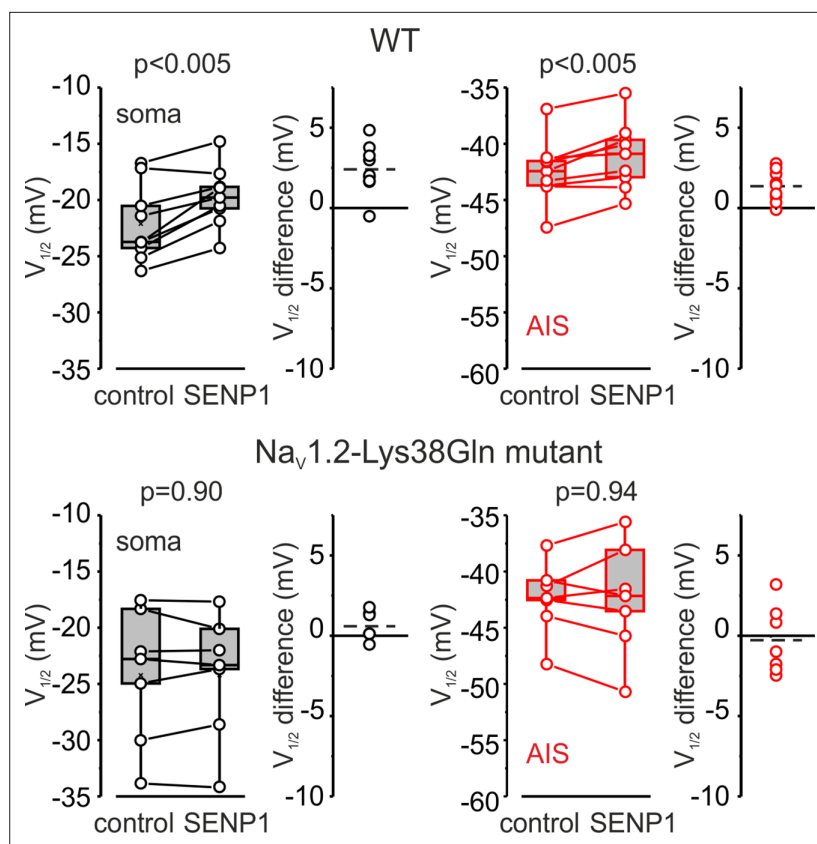 WT
p<0.005
soma
V1/2 (mV)
-10
-15
-20
-25
-30
-35
control SENP1
V1/2 difference (mV)
5
0
-5
-10
p<0.005
AIS
V1/2 (mV)
-35
-40
-45
-50
-55
-60
control SENP1
V1/2 difference (mV)
5
0
-5
-10
NaV1.2-Lys38Gln mutant
p=0.90
soma
V1/2 (mV)
-10
-15
-20
-25
-30
-35
control SENP1
V1/2 difference (mV)
5
0
-5
-10
p=0.94
AIS
V1/2 (mV)
-35
-40
-45
-50
-55
-60
control SENP1
V1/2 difference (mV)
5
0
-5
-10